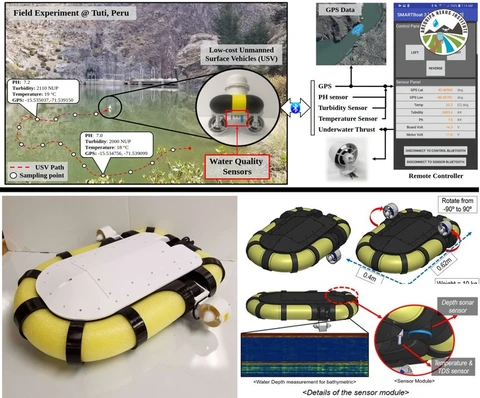 Field Experiment @ Tuti, Peru
Low-cost Unmanned
Surface Vehicles (USV)
PH: 7.2
Turbidity: 2110 NUP
Temperature: 19 °C
GPS: -15.535037, -71.539150
PH: 7.0
Turbidity: 2000 NUP
Temperature: 18 °C
GPS: -15.534756, -71.539099
USV Path
Sampling point
Water Quality
Sensors
GPS Data
GPS
PH sensor
Turbidity Sensor
Temperature Sensor
Underwater Thrust
SMARTBoat
Control Panel
LEFT
REVERSE
Sensor Panel
GPS Lat
GPS Lon
Temp
Turbidity
PH
Board Volt
Motor Volt
DISCONNECT TO CONTROL BLUETOOTH
DISCONNECT TO SENSOR BLUETOOTH
Remote Controller
Rotate from
-90° to 90°
0.4m
0.62m
Weight = 10 kg
Depth sonar
sensor
Temperature &
TDS sensor
<Water Depth measurement for bathymetric>
<Sensor Module>
<Details of the sensor module>